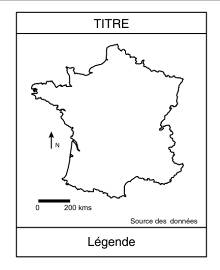 TITRE
N
0 200 kms
Source des données
Légende